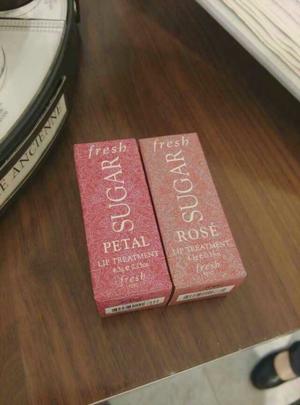 fresh
SUGAR
PETAL
LIP TREATMENT
fresh
fresh
SUGAR
ROSÉ
LIP TREATMENT
fresh
E ANCIENNE